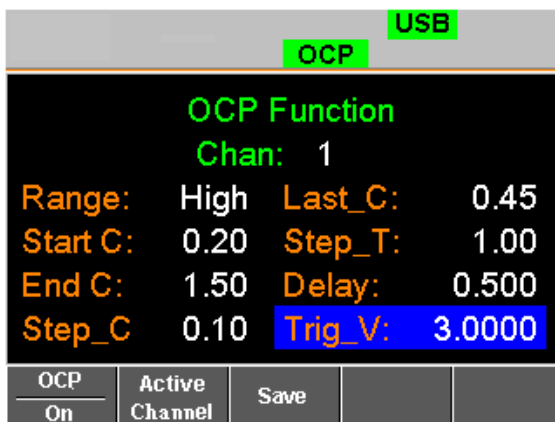 USB
OCP
OCP Function
Chan: 1
Range: High Last_C: 0.45
Start C: 0.20 Step_T: 1.00
End C: 1.50 Delay: 0.500
Step_C 0.10 Trig_V: 3.0000
OCP Active Save
On Channel